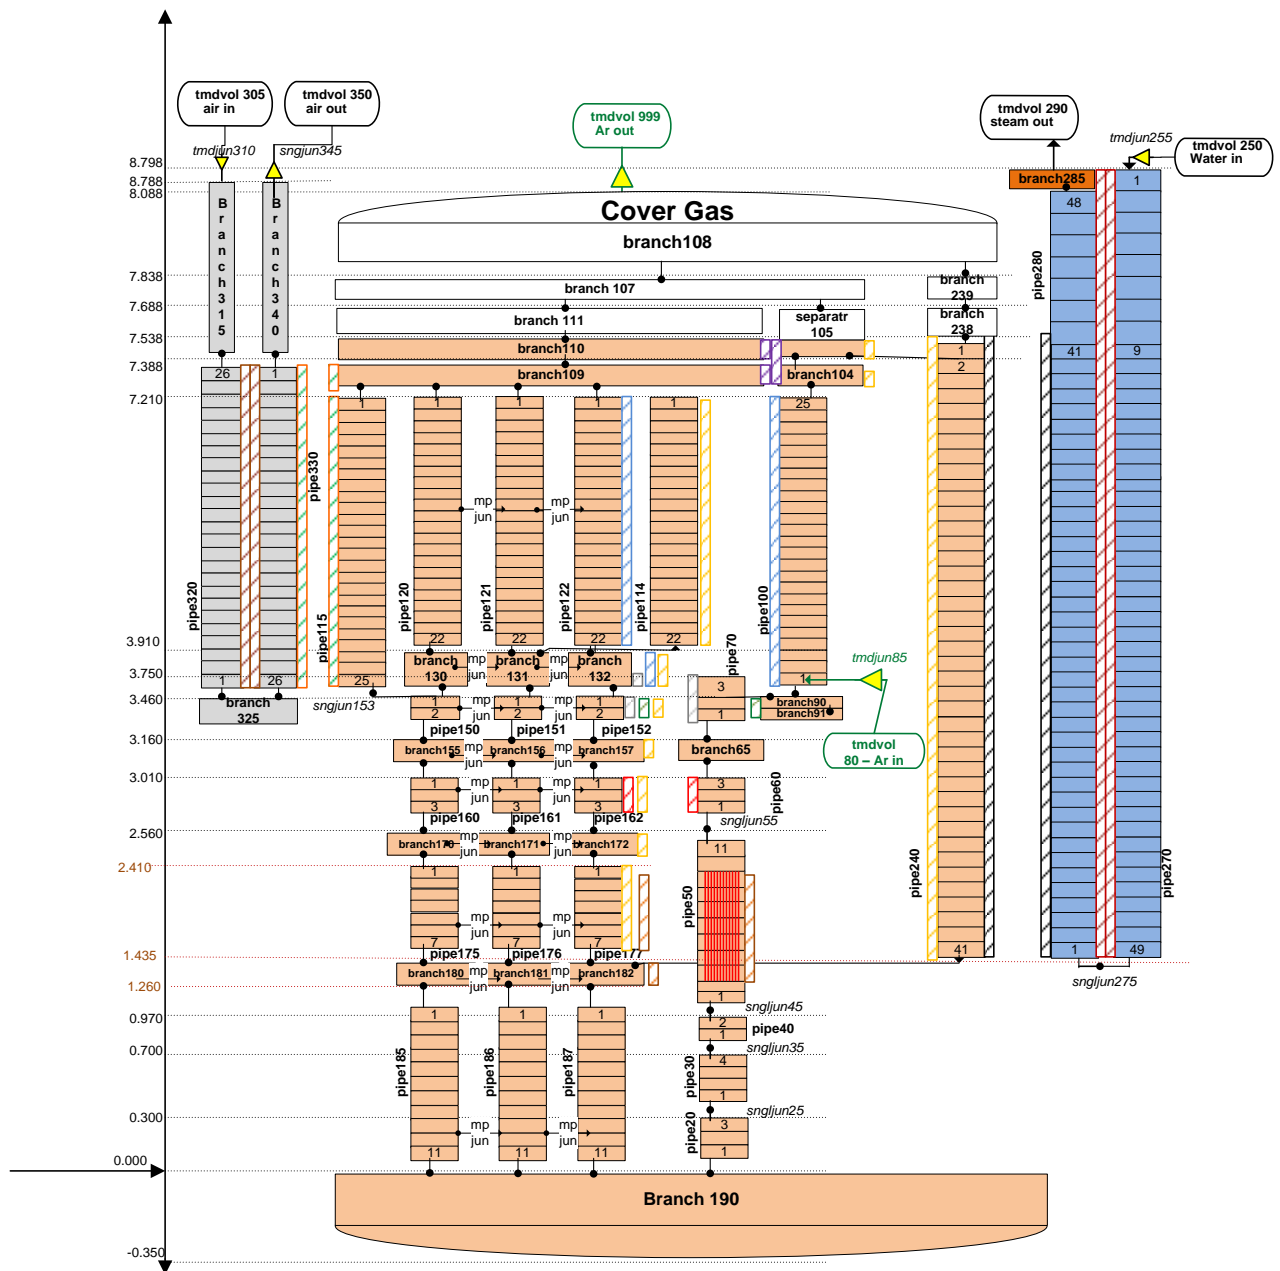 tmdvol 305
air in
tmdvol 350
air out
tmdjun310
sngjun345
tmdvol 999
Ar out
tmdvol 290
steam out
tmdjun255
tmdvol 250
Water in
8.798
8.788
8.088
7.838
7.688
7.538
7.388
7.210
3.910
3.750
3.460
3.160
3.010
2.560
2.410
1.435
1.260
0.970
0.700
0.300
0.000
-0.350
Branch315
Branch340
Cover Gas
branch108
branch 107
branch 111
separatr
105
branch110
branch109
branch104
branch
239
branch
238
branch285
48
1
pipe280
41
9
1
49
pipe270
sngljun275
1
2
41
pipe240
26
1
1
26
pipe320
pipe330
branch
325
1
25
pipe115
sngjun153
1
22
pipe120
1
22
pipe121
1
22
pipe122
1
22
pipe114
mp
jun
mp
jun
25
1
pipe100
tmdjun85
tmdvol
80 – Ar in
branch90
branch91
branch
130
mp
jun
branch
131
mp
jun
branch
132
1
2
mp
jun
1
2
mp
jun
1
2
pipe150
pipe151
pipe152
pipe70
3
1
branch155
mp
jun
branch156
mp
jun
branch157
branch65
1
3
mp
jun
1
3
mp
jun
1
3
pipe160
pipe161
pipe162
3
1
pipe60
sngljun55
branch170
mp
jun
branch171
mp
jun
branch172
1
7
mp
jun
1
7
mp
jun
1
7
pipe175
pipe176
pipe177
11
1
pipe50
branch180
mp
jun
branch181
mp
jun
branch182
sngljun45
2
1
pipe40
sngljun35
4
1
pipe30
sngljun25
3
1
pipe20
1
11
pipe185
1
11
pipe186
1
11
pipe187
mp
jun
mp
jun
Branch 190